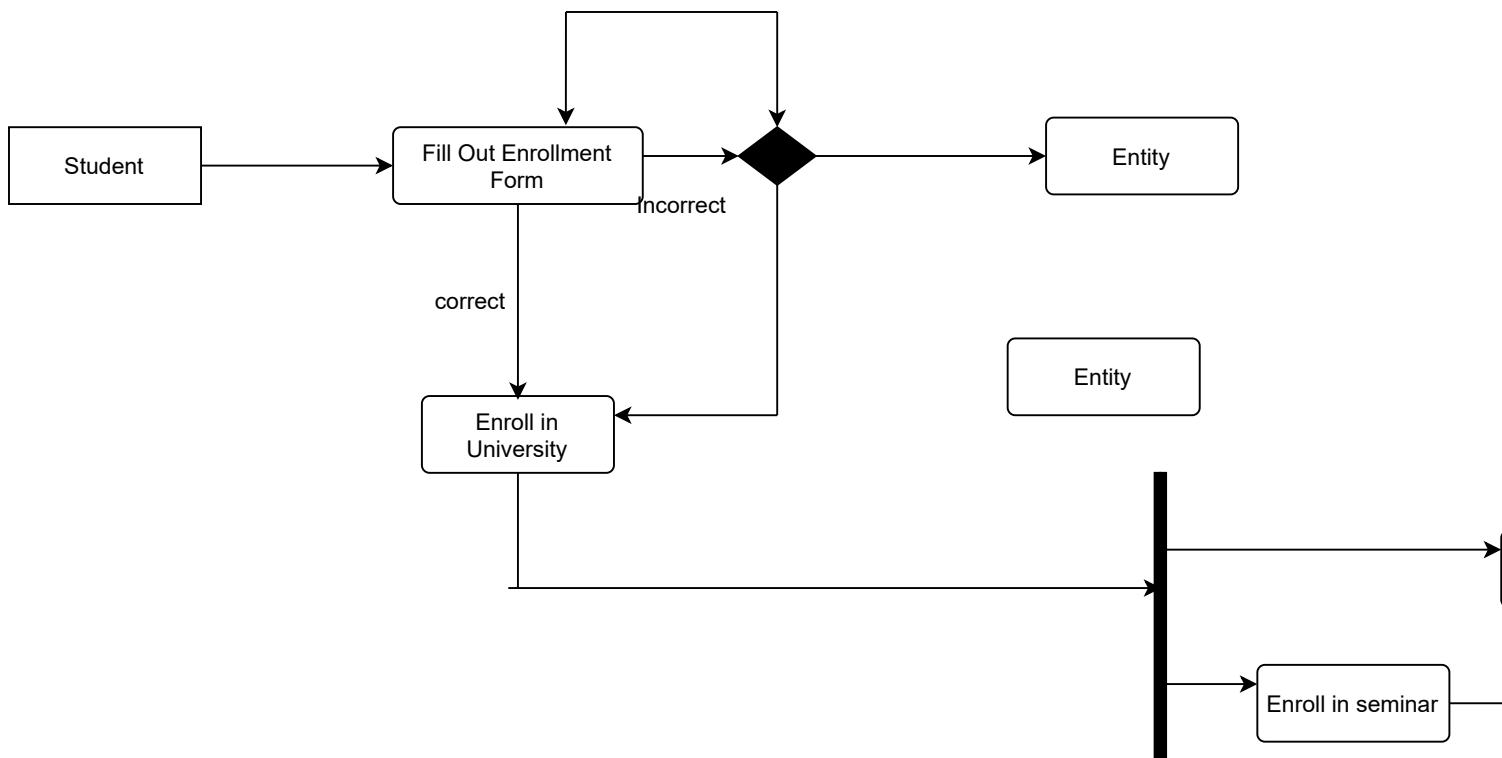 Student
Fill Out Enrollment
Form
Entity
Incorrect
correct
Entity
Enroll in
University
Enroll in seminar